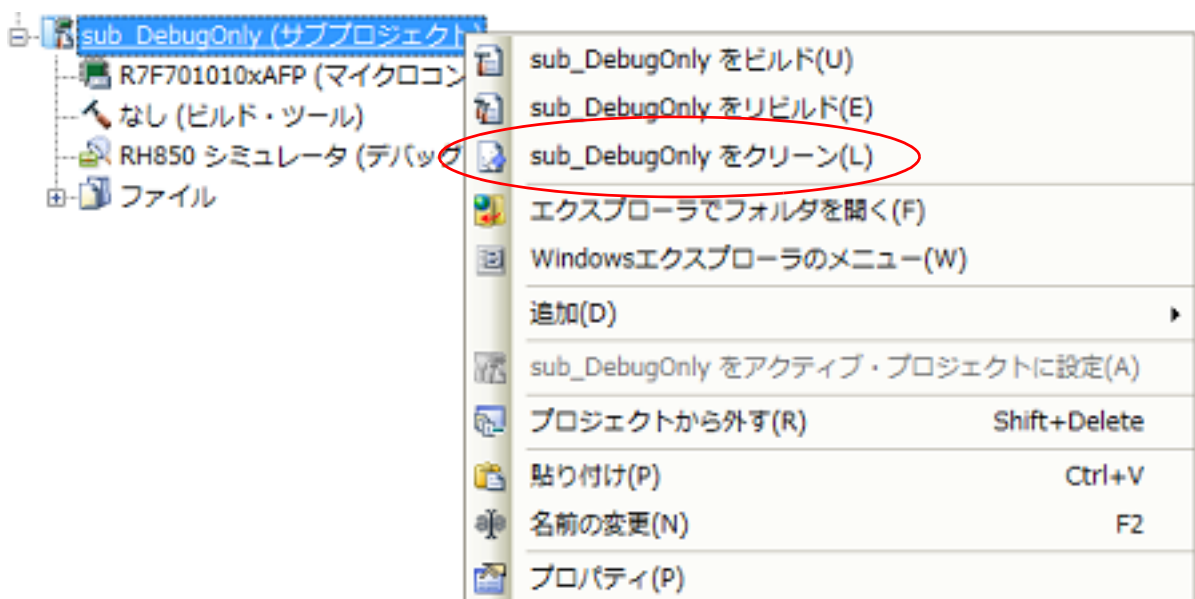 sub_DebugOnly (サブプロジェクト)
R7F701010xAFP (マイクロコン
なし (ビルド・ツール)
RH850 シミュレータ (デバッグ
ファイル
sub_DebugOnly をビルド(U)
sub_DebugOnly をリビルド(E)
sub_DebugOnly をクリーン(L)
エクスプローラでフォルダを開く(F)
Windowsエクスプローラのメニュー(W)
追加(D)
sub_DebugOnly をアクティブ・プロジェクトに設定(A)
プロジェクトから外す(R) Shift+Delete
貼り付け(P) Ctrl+V
名前の変更(N) F2
プロパティ(P)